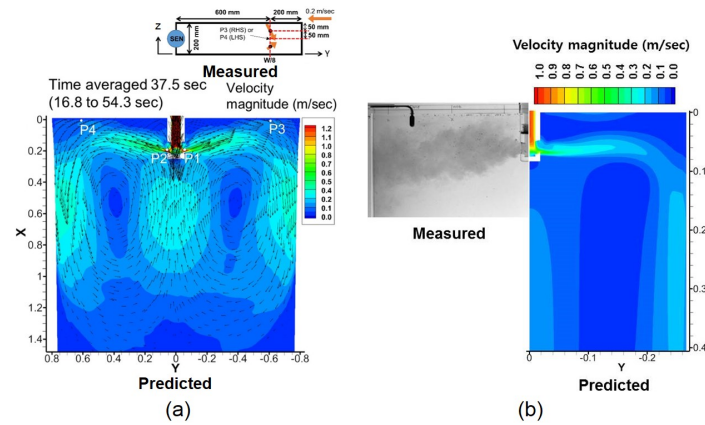 600 mm
200 mm
0.2 m/sec
Z
SEN
200 mm
P3 (RHS) or
P4 (LHS)
50 mm
50 mm
W/8
Y
Measured
Time averaged 37.5 sec
(16.8 to 54.3 sec)
Velocity
magnitude (m/sec)
P4
P3
P2
P1
1.2
1.1
1.0
0.9
0.8
0.7
0.6
0.5
0.4
0.3
0.2
0.1
0.0
X
0
0.2
0.4
0.6
0.8
1
1.2
1.4
0.8 0.6 0.4 0.2 0 -0.2 -0.4 -0.6 -0.8
Y
Predicted
(a)
Velocity magnitude (m/sec)
1.0
0.9
0.8
0.7
0.6
0.5
0.4
0.3
0.2
0.1
0.0
Measured
0
-0.1
-0.2
-0.3
-0.4
0 -0.1 -0.2
Y
Predicted
(b)